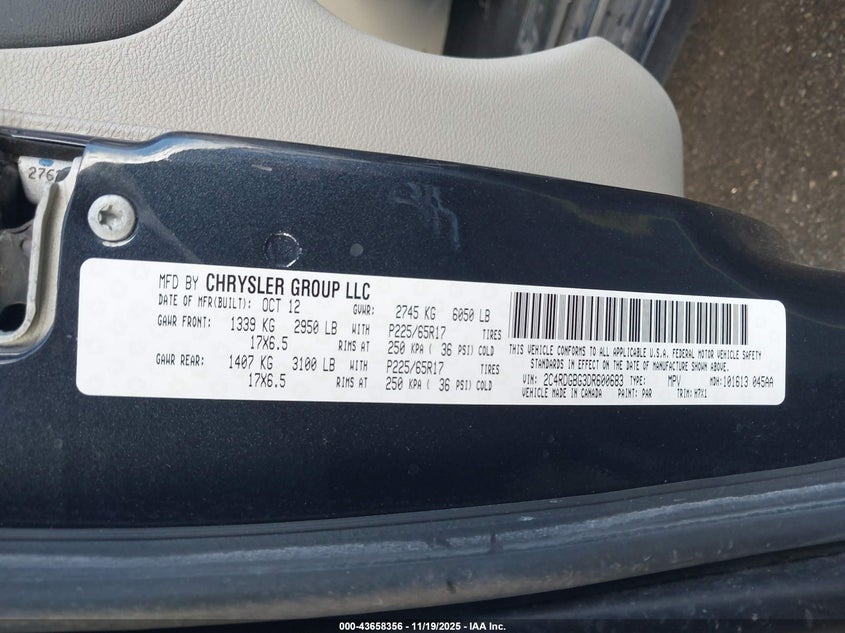 276
MFD BY CHRYSLER GROUP LLC
DATE OF MFR(BUILT): OCT 12 GVWR: 2745 KG 6050 LB
GAWR FRONT: 1339 KG 2950 LB WITH P225/65R17 TIRES
17X6.5 RIMS AT 250 KPA ( 36 PSI) COLD
GAWR REAR: 1407 KG 3100 LB WITH P225/65R17 TIRES
17X6.5 RIMS AT 250 KPA ( 36 PSI) COLD
THIS VEHICLE CONFORMS TO ALL APPLICABLE U.S.A. FEDERAL MOTOR VEHICLE SAFETY
STANDARDS IN EFFECT ON THE DATE OF MANUFACTURE SHOWN ABOVE.
VIN: 2C4RDGBG3DR600683 TYPE: MPV MDH: 101613 045AA
VEHICLE MADE IN CANADA PAINT: PAR TRIM: H7X1
000-43658356 - 11/19/2025 - IAA Inc.